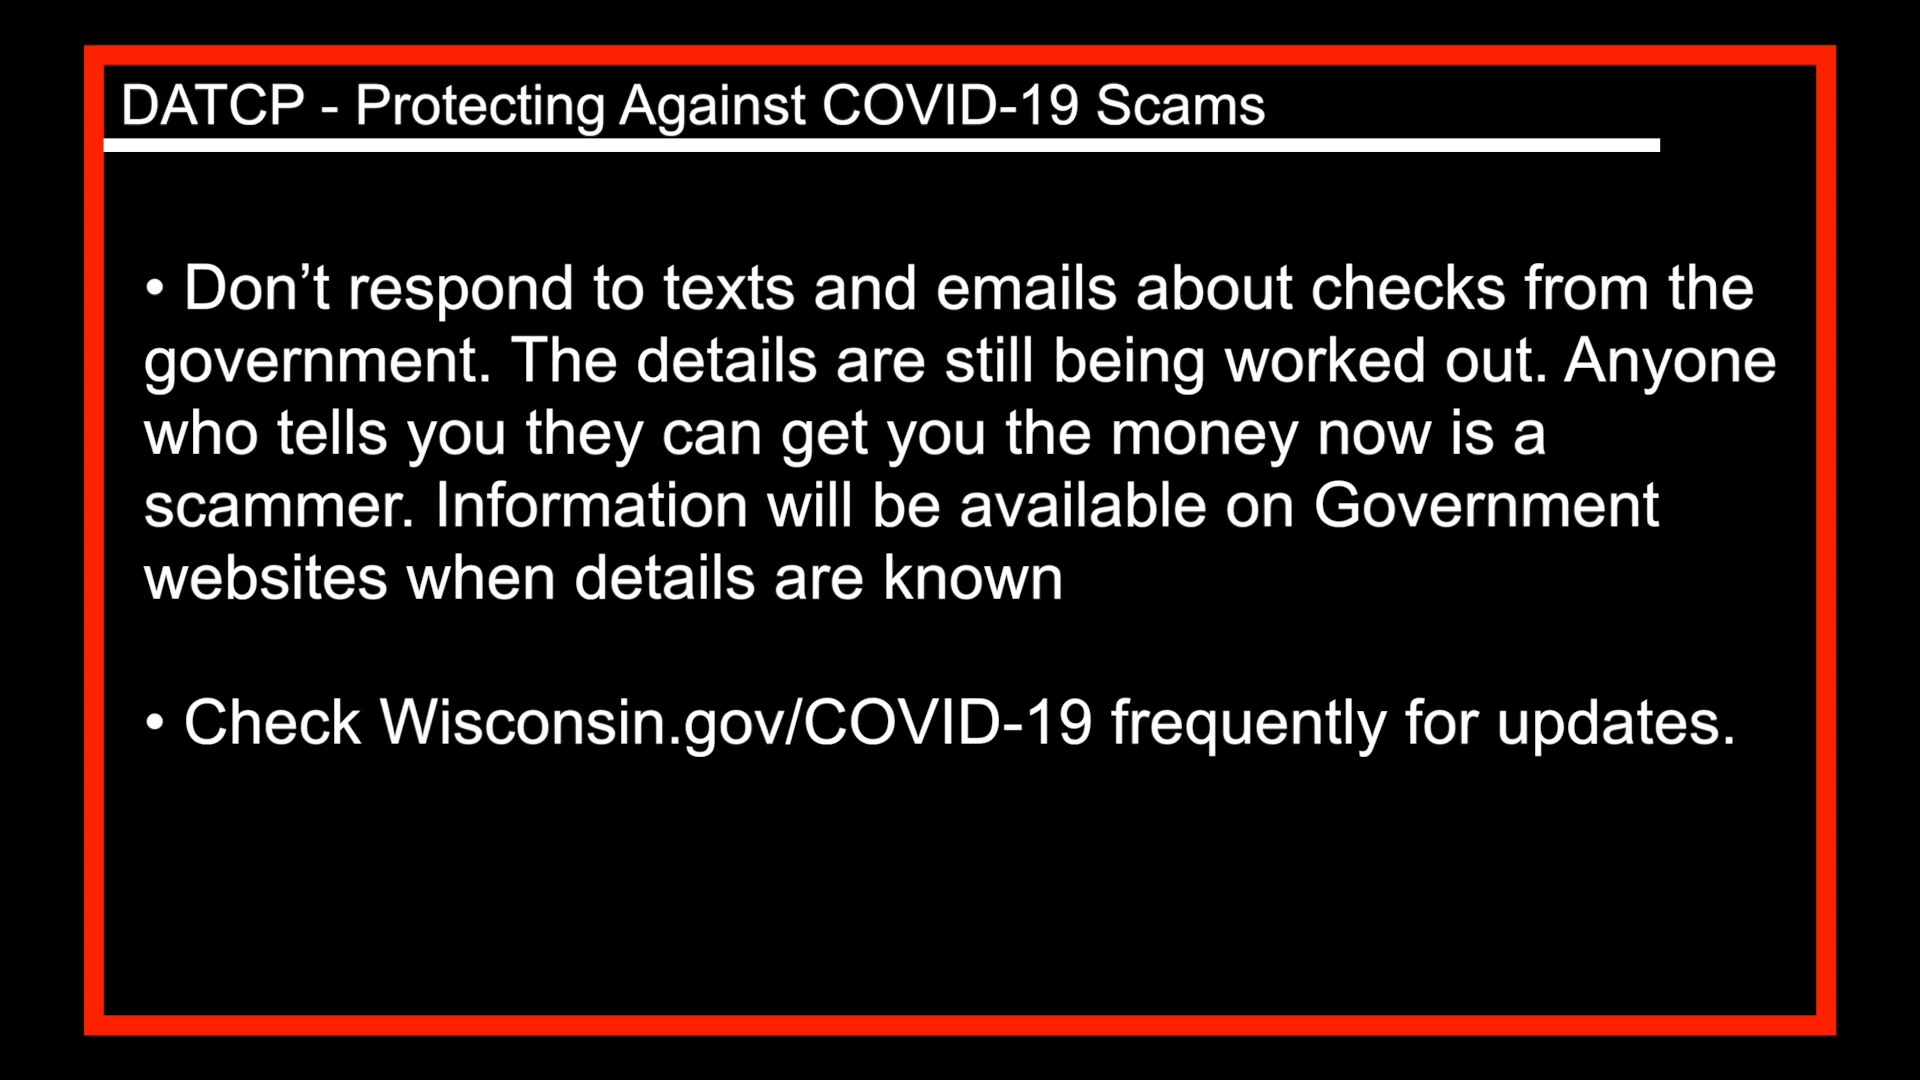 DATCP - Protecting Against COVID-19 Scams
• Don’t respond to texts and emails about checks from the
government. The details are still being worked out. Anyone
who tells you they can get you the money now is a
scammer. Information will be available on Government
websites when details are known
• Check Wisconsin.gov/COVID-19 frequently for updates.